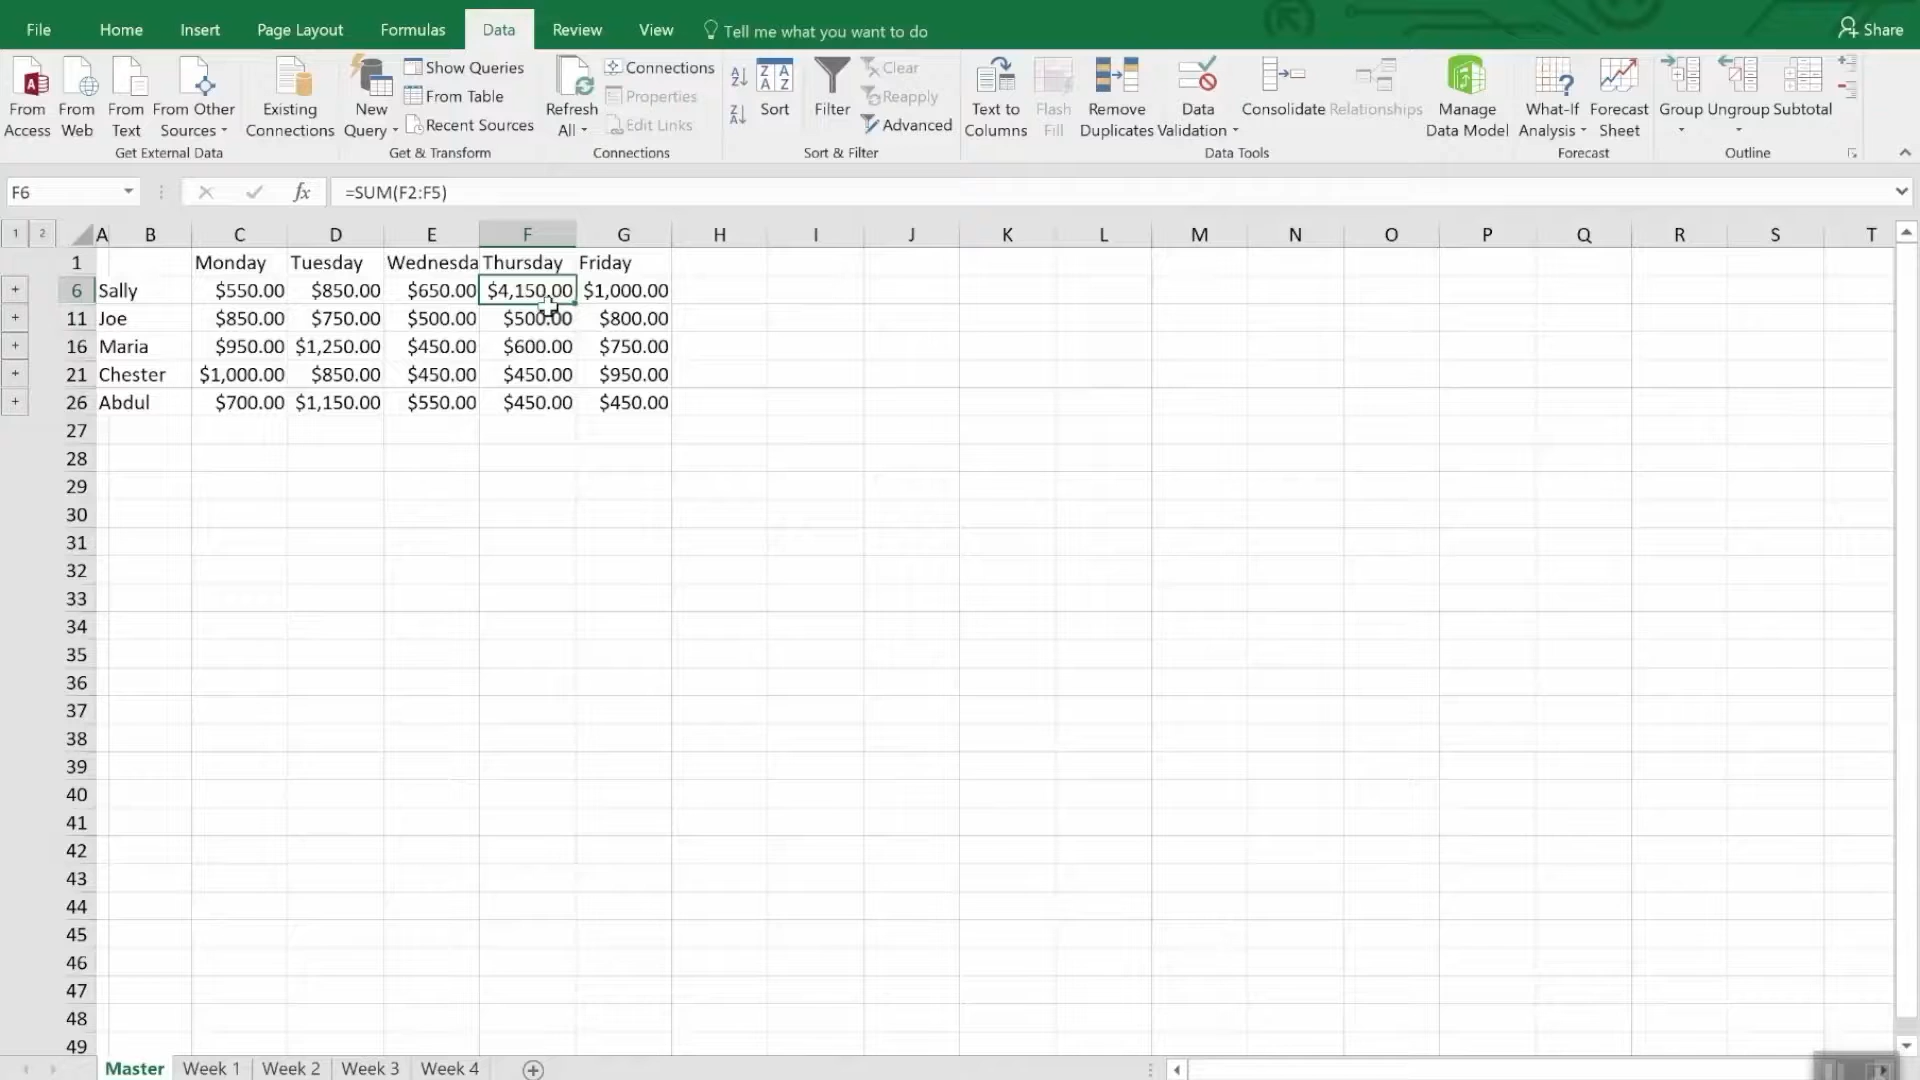 File Home Insert Page Layout Formulas Data Review View Tell me what you want to do Share
From Access From Web From Text From Other Sources Existing Connections New Query Show Queries From Table Recent Sources Refresh All Connections Properties Edit Links Sort Filter Clear Reapply Advanced Text to Columns Flash Fill Remove Duplicates Data Validation Consolidate Relationships Manage Data Model What-If Analysis Forecast Sheet Group Ungroup Subtotal
Get External Data Get & Transform Connections Sort & Filter Data Tools Forecast Outline
F6 fx =SUM(F2:F5)
1 2 A B C D E F G H I J K L M N O P Q R S T
1 Monday Tuesday Wednesda Thursday Friday
6 Sally $550.00 $850.00 $650.00 $4,150.00 $1,000.00
11 Joe $850.00 $750.00 $500.00 $500.00 $800.00
16 Maria $950.00 $1,250.00 $450.00 $600.00 $750.00
21 Chester $1,000.00 $850.00 $450.00 $450.00 $950.00
26 Abdul $700.00 $1,150.00 $550.00 $450.00 $450.00
27
28
29
30
31
32
33
34
35
36
37
38
39
40
41
42
43
44
45
46
47
48
49
Master Week 1 Week 2 Week 3 Week 4